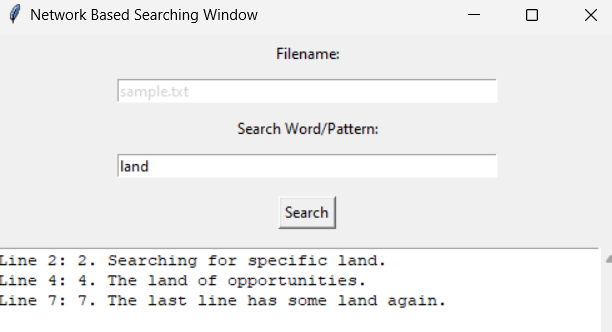 Network Based Searching Window
Filename:
sample.txt
Search Word/Pattern:
land
Search
Line 2: 2. Searching for specific land.
Line 4: 4. The land of opportunities.
Line 7: 7. The last line has some land again.